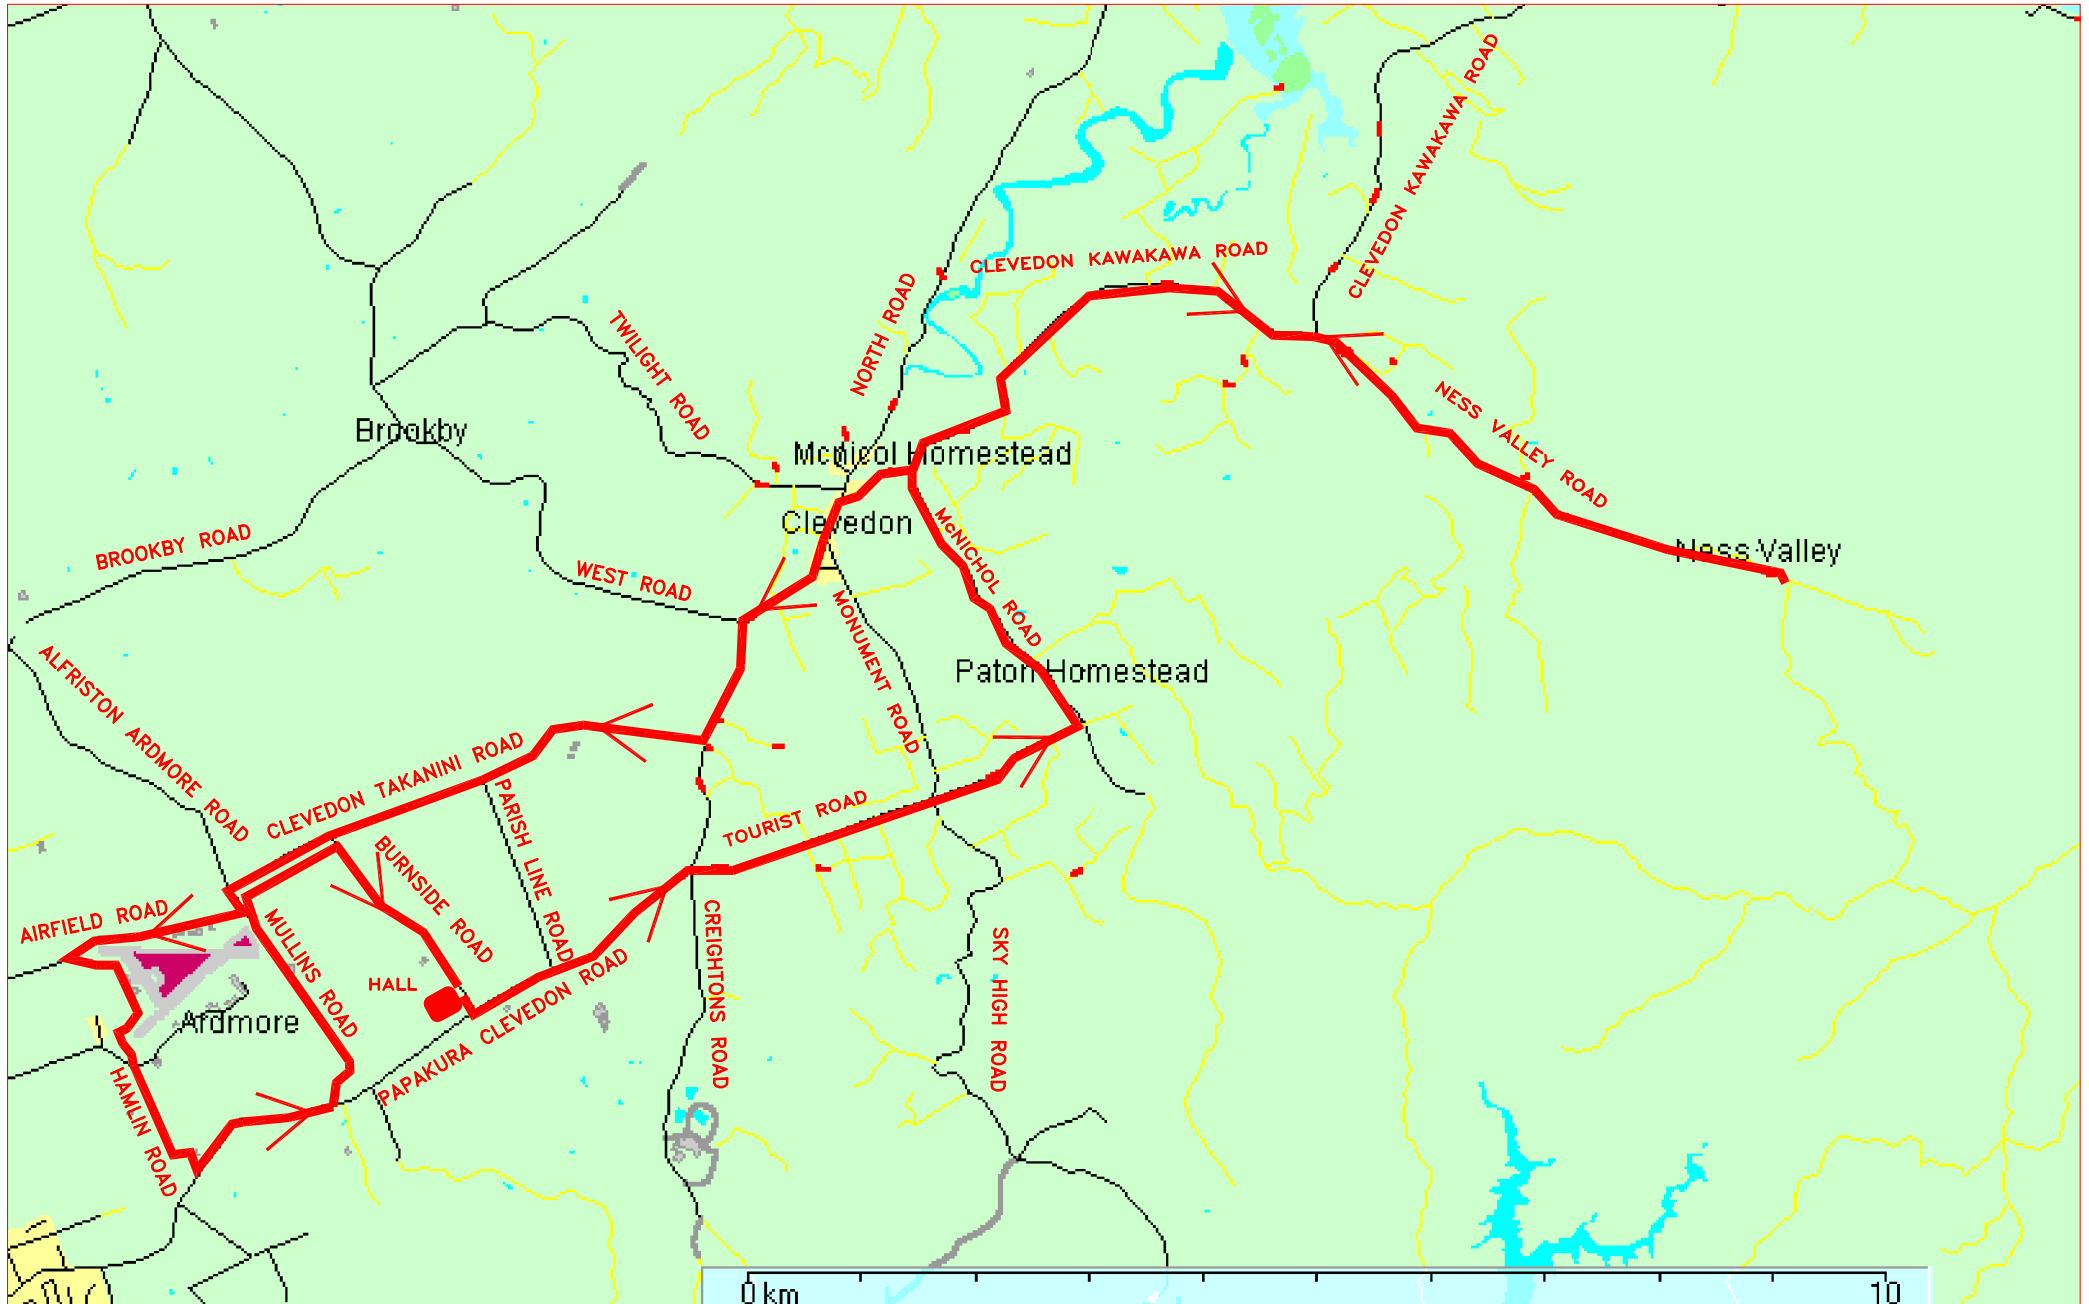 CLEVEDON KAWAKAWA ROAD
CLEVEDON KAWAKAWA ROAD
NORTH ROAD
TWILIGHT ROAD
Brookby
Mcnicol Homestead
NESS VALLEY ROAD
Clevedon
BROOKBY ROAD
WEST ROAD
McNICHOL ROAD
Ness Valley
MONUMENT ROAD
Paton Homestead
ALFRISTON ARDMORE ROAD
CLEVEDON TAKANINI ROAD
PARISH LINE ROAD
TOURIST ROAD
BURNSIDE ROAD
AIRFIELD ROAD
MULLINS ROAD
HALL
CREIGHTONS ROAD
SKY HIGH ROAD
Ardmore
PAPAKURA CLEVEDON ROAD
HAMLIN ROAD
0 km
10